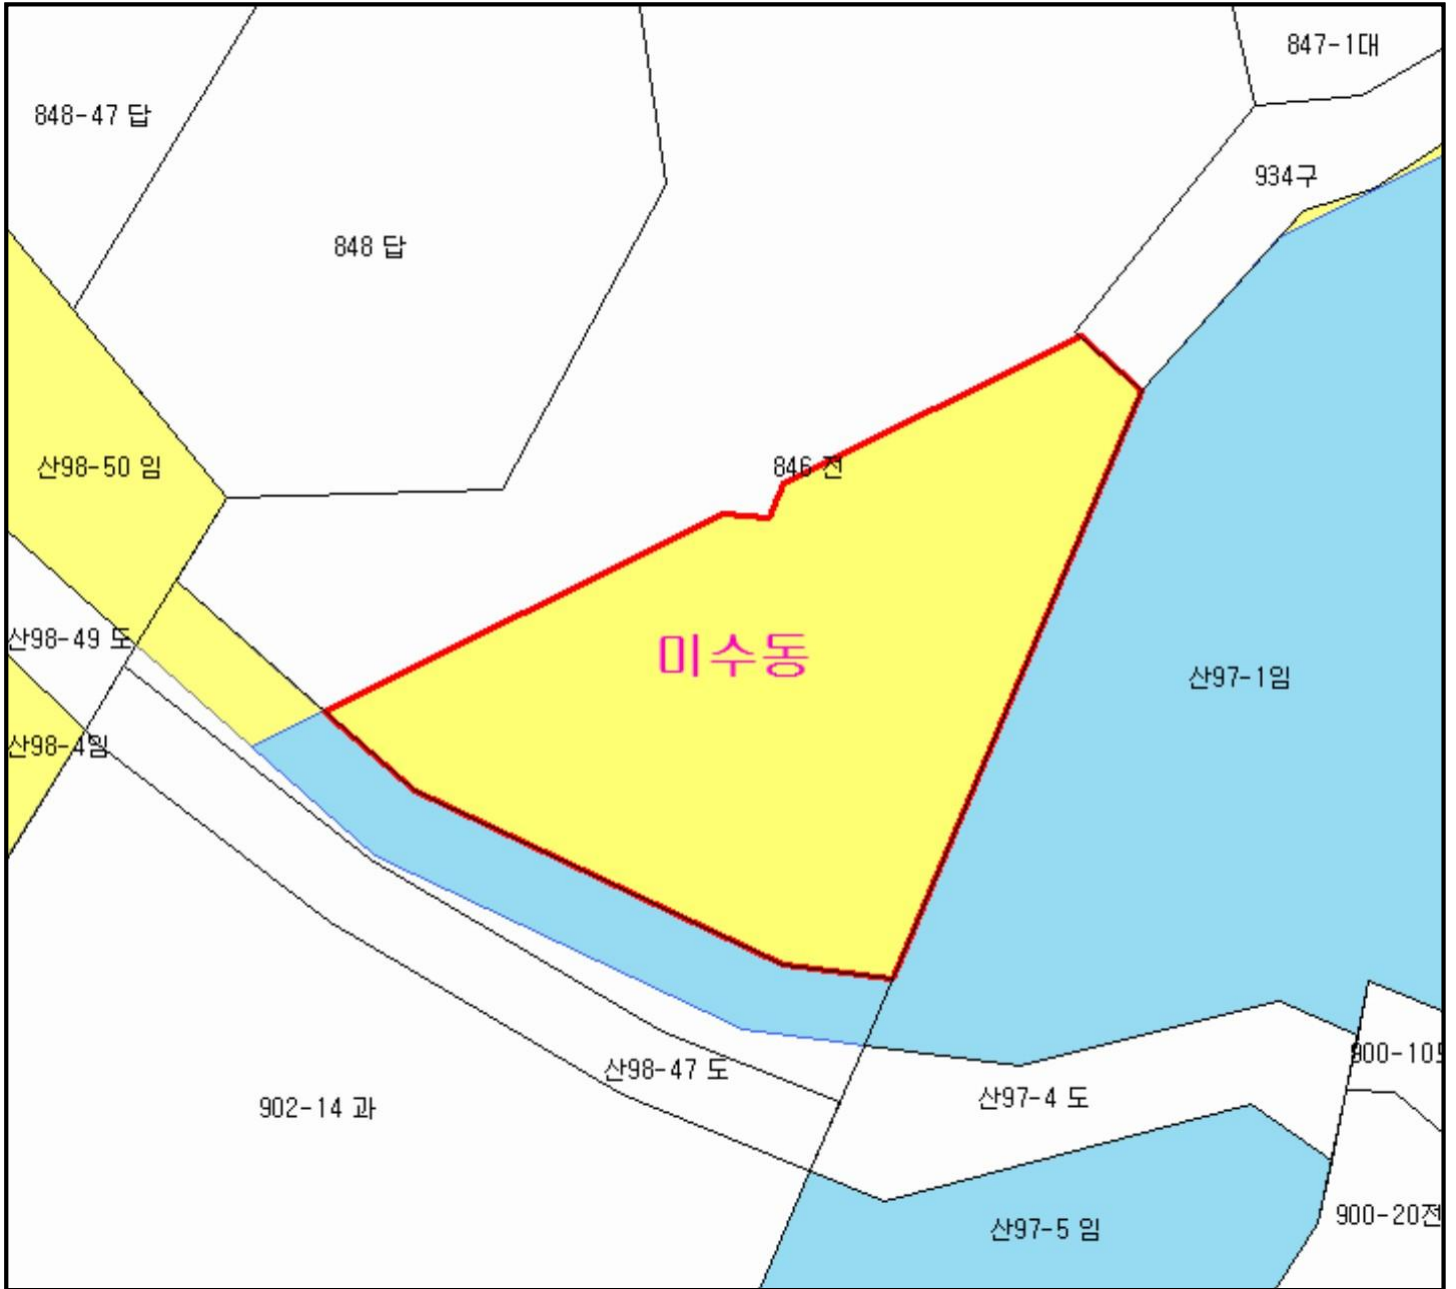 847-1대
848-47 답
934구
848 답
846 전
산98-50 임
산98-49 도
미수동
산97-1임
산98-4임
900-10도
산98-47 도
산97-4 도
902-14 과
900-20전
산97-5 임